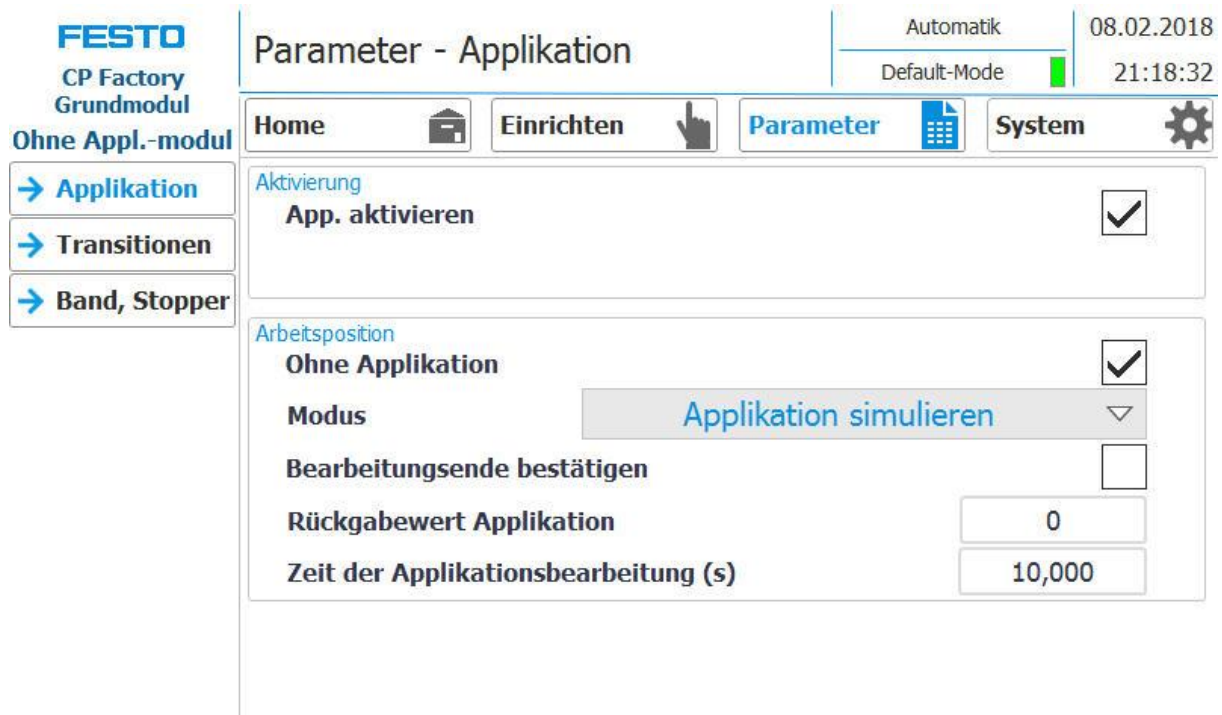 FESTO
CP Factory
Grundmodul
Ohne Appl.-modul
Parameter - Applikation
Automatik
Default-Mode
08.02.2018
21:18:32
Home
Einrichten
Parameter
System
Applikation
Transitionen
Band, Stopper
Aktivierung
App. aktivieren
Arbeitsposition
Ohne Applikation
Modus Applikation simulieren
Bearbeitungsende bestätigen
Rückgabewert Applikation 0
Zeit der Applikationsbearbeitung (s) 10,000